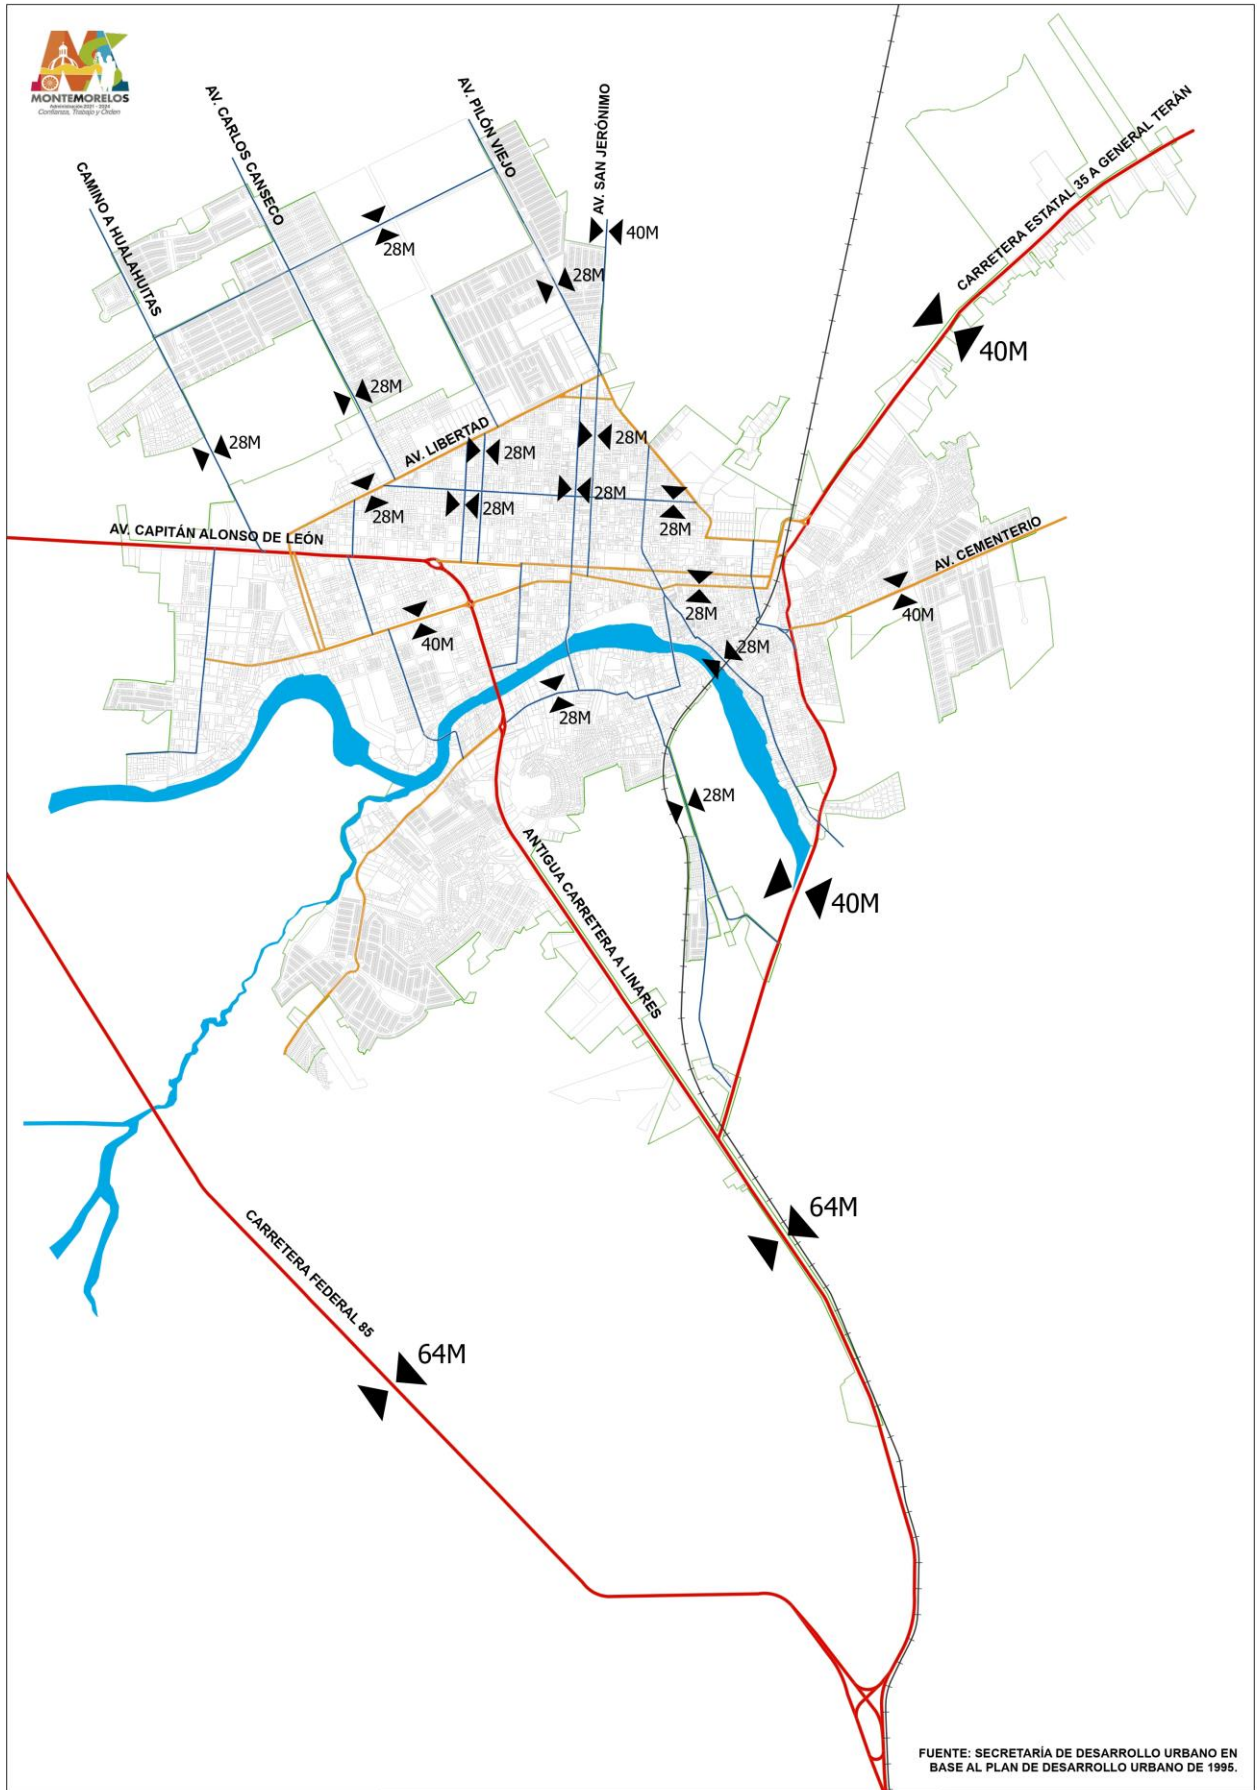 MONTEMORELOS
Administración 2021 - 2024
Confianza, Trabajo y Orden
AV. CARLOS CANSECO
AV. PILÓN VIEJO
AV. SAN JERÓNIMO
CAMINO A HUALAHUITAS
CARRETERA ESTATAL 35 A GENERAL TERÁN
40M
28M
28M
40M
28M
28M
AV. LIBERTAD
28M
28M
28M
28M
28M
28M
AV. CAPITÁN ALONSO DE LEÓN
AV. CEMENTERIO
28M
40M
40M
28M
28M
28M
ANTIGUA CARRETERA A LINARES
40M
64M
CARRETERA FEDERAL 85
64M
FUENTE: SECRETARÍA DE DESARROLLO URBANO EN
BASE AL PLAN DE DESARROLLO URBANO DE 1995.